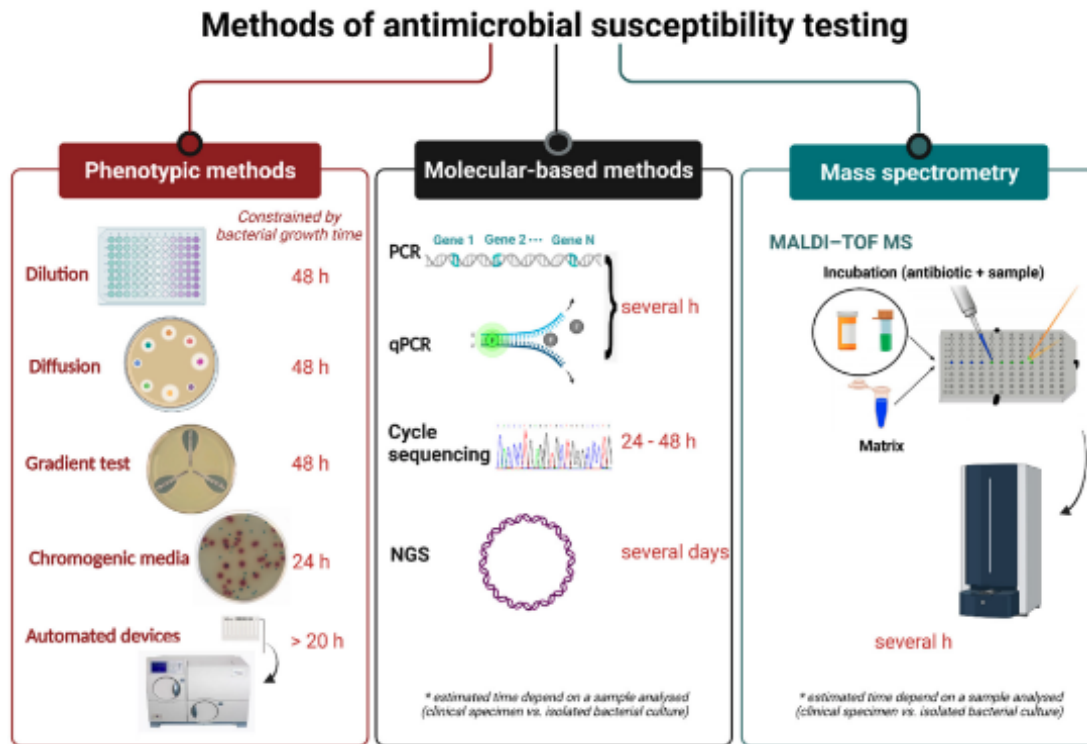 Methods of antimicrobial susceptibility testing
Phenotypic methods
Constrained by
bacterial growth time
Dilution
48 h
Diffusion
48 h
Gradient test
48 h
Chromogenic media
24 h
Automated devices
> 20 h
Molecular-based methods
PCR
Gene 1 Gene 2 ··· Gene N
qPCR
several h
Cycle
sequencing
24 - 48 h
NGS
several days
* estimated time depend on a sample analysed
(clinical specimen vs. isolated bacterial culture)
Mass spectrometry
MALDI–TOF MS
Incubation (antibiotic + sample)
Matrix
several h
* estimated time depend on a sample analysed
(clinical specimen vs. isolated bacterial culture)